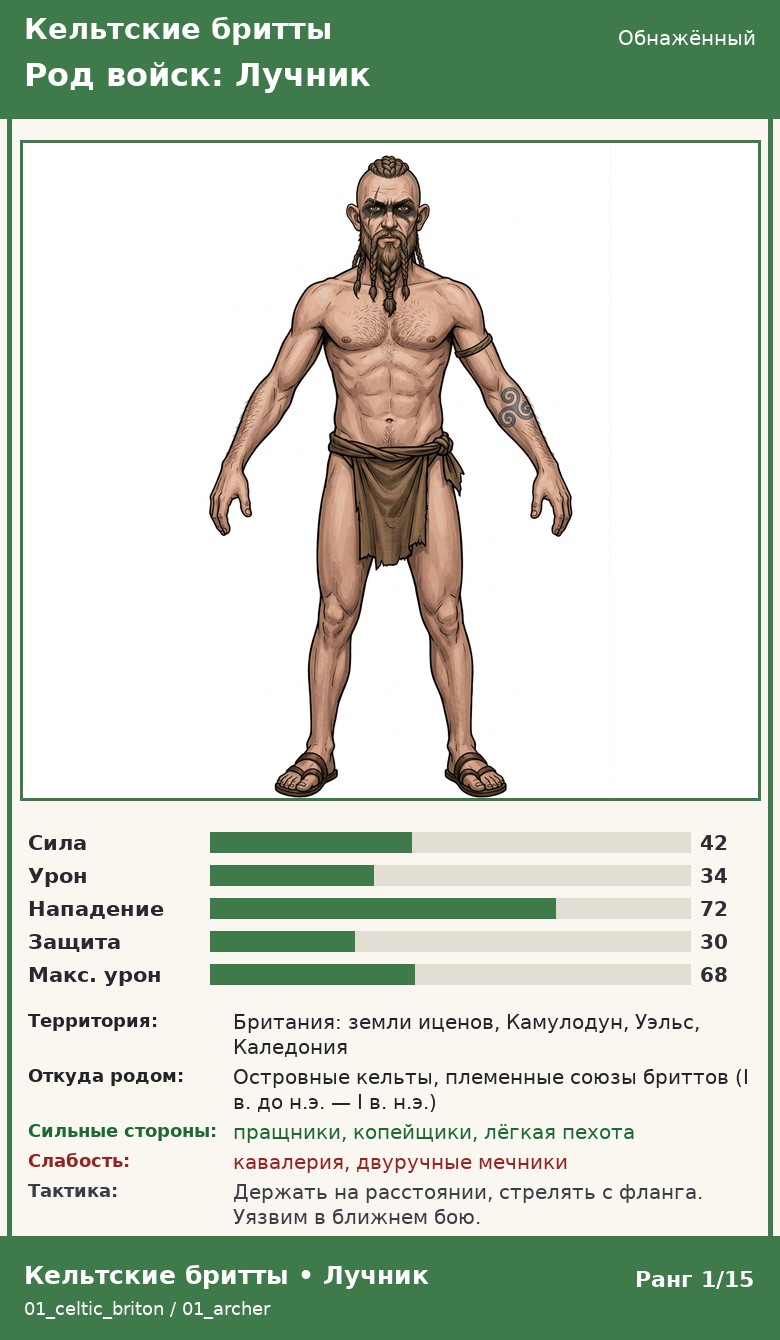 Кельтские бритты
Обнажённый
Род войск: Лучник
Сила 42
Урон 34
Нападение 72
Защита 30
Макс. урон 68
Территория: Британия: земли иценов, Камулодун, Уэльс,
Каледония
Откуда родом: Островные кельты, племенные союзы бриттов (I
в. до н.э. — I в. н.э.)
Сильные стороны: пращники, копейщики, лёгкая пехота
Слабость: кавалерия, двуручные мечники
Тактика: Держать на расстоянии, стрелять с фланга.
Уязвим в ближнем бою.
Кельтские бритты • Лучник
Ранг 1/15
01_celtic_briton / 01_archer